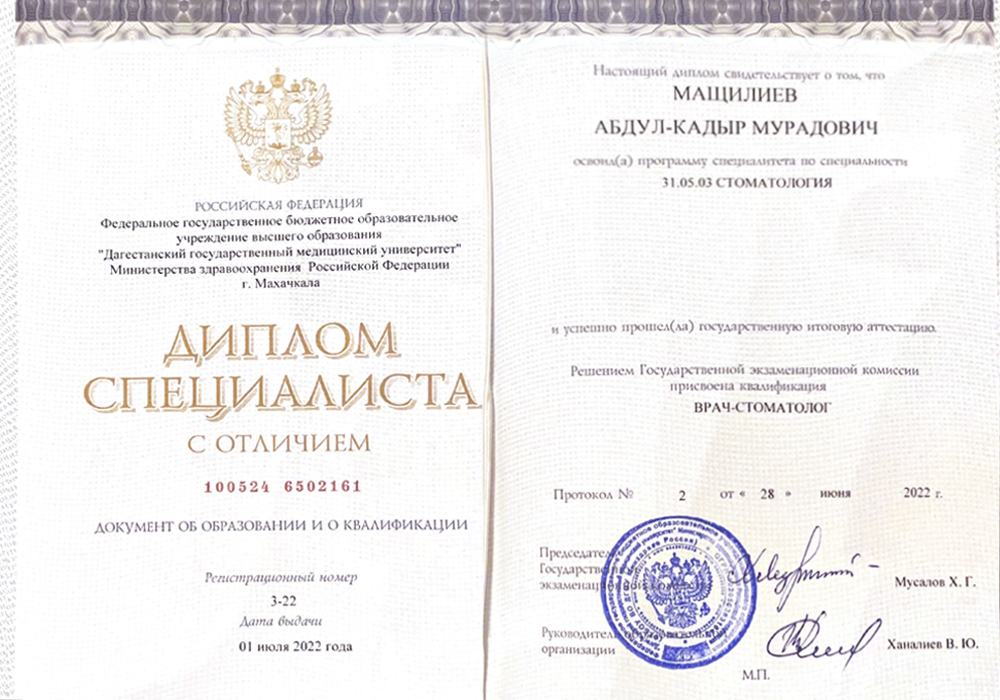 РОССИЙСКАЯ ФЕДЕРАЦИЯ
Федеральное государственное бюджетное образовательное
учреждение высшего образования
"Дагестанский государственный медицинский университет"
Министерства здравоохранения Российской Федерации
г. Махачкала
ДИПЛОМ
СПЕЦИАЛИСТА
С ОТЛИЧИЕМ
100524 6502161
ДОКУМЕНТ ОБ ОБРАЗОВАНИИ И О КВАЛИФИКАЦИИ
Регистрационный номер
3-22
Дата выдачи
01 июля 2022 года
Настоящий диплом свидетельствует о том, что
МАЩИЛИЕВ
АБДУЛ-КАДЫР МУРАДОВИЧ
освоил(а) программу специалитета по специальности
31.05.03 СТОМАТОЛОГИЯ
и успешно прошел(ла) государственную итоговую аттестацию.
Решением Государственной экзаменационной комиссии
присвоена квалификация
ВРАЧ-СТОМАТОЛОГ
Протокол № 2 от « 28 » июня 2022 г.
Председатель
Государственной
экзаменационной комиссии
Мусалов Х. Г.
Руководитель образовательной
организации
Ханалиев В. Ю.
М.П.